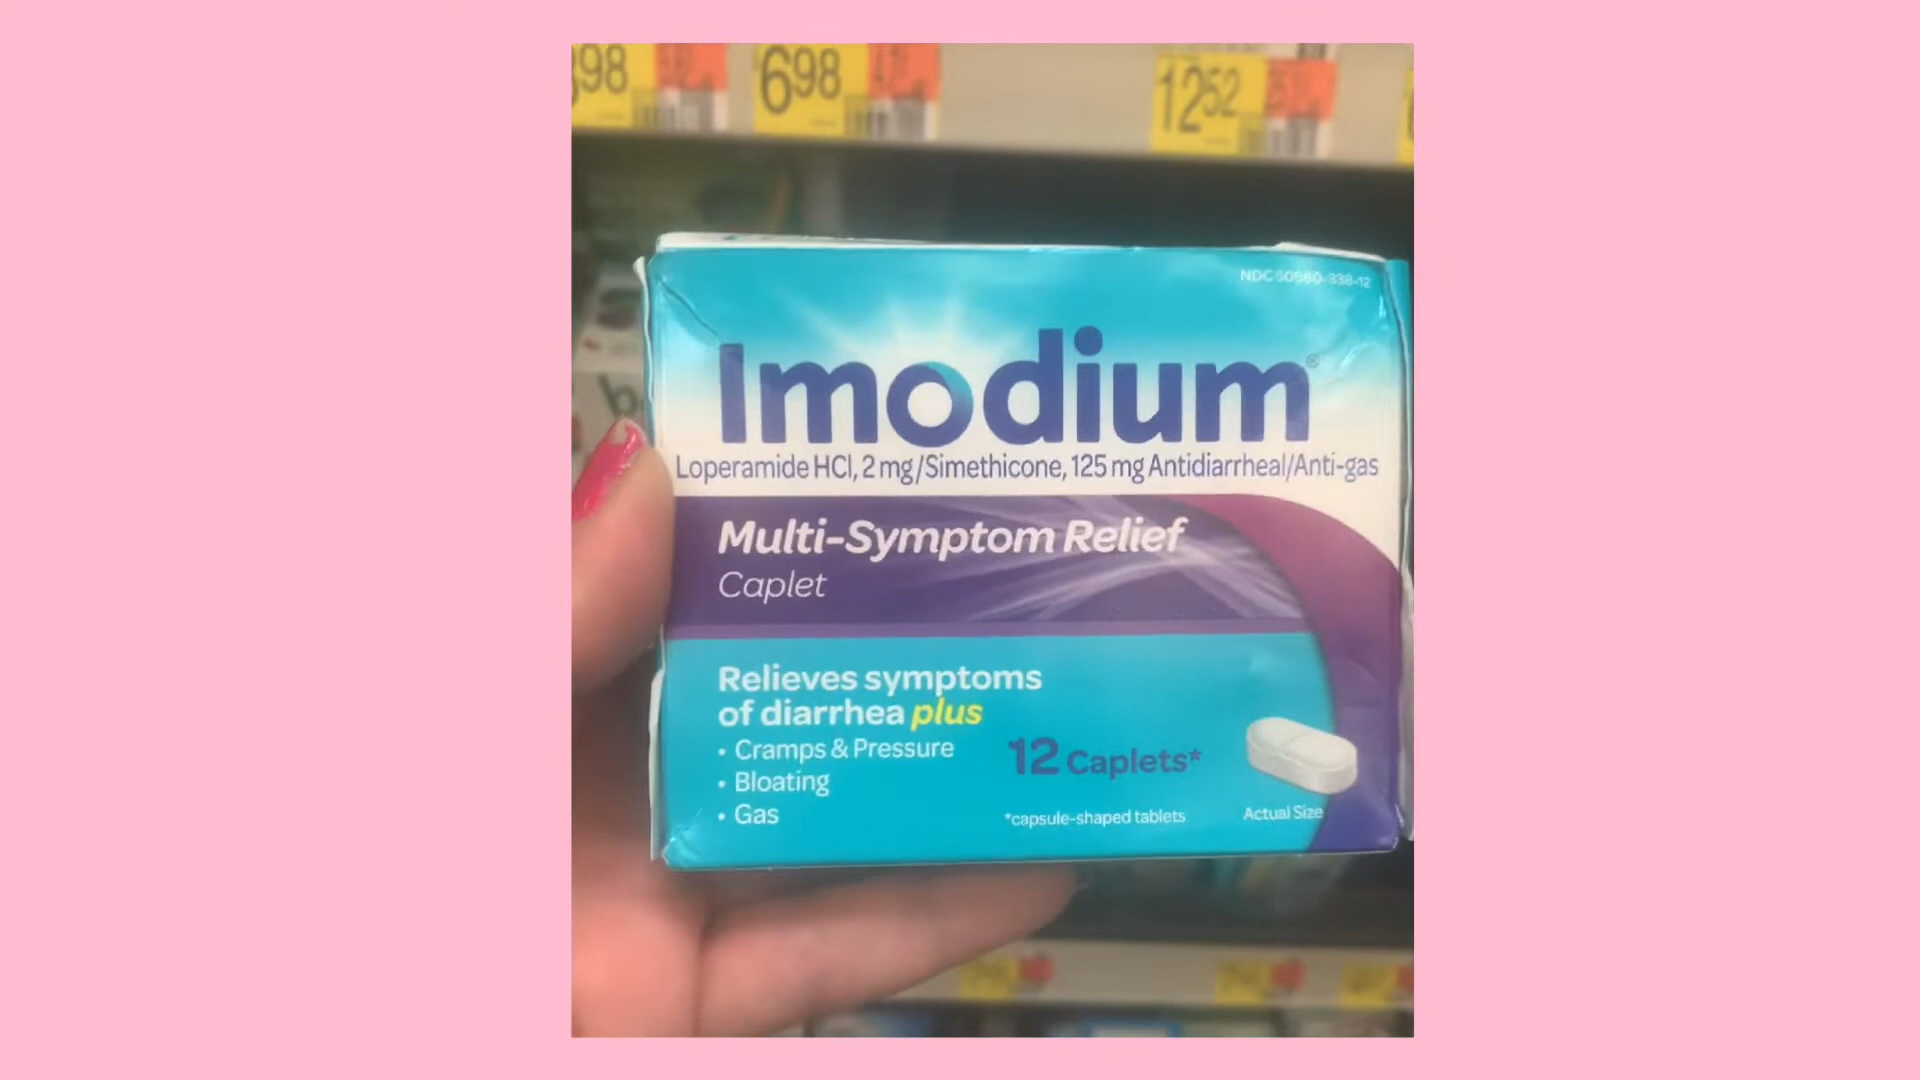 98
698
1252
NDC 50580-338-12
Imodium®
Loperamide HCl, 2 mg/Simethicone, 125 mg Antidiarrheal/Anti-gas
Multi-Symptom Relief
Caplet
Relieves symptoms
of diarrhea plus
• Cramps & Pressure
• Bloating
• Gas
12 Caplets*
*capsule-shaped tablets
Actual Size